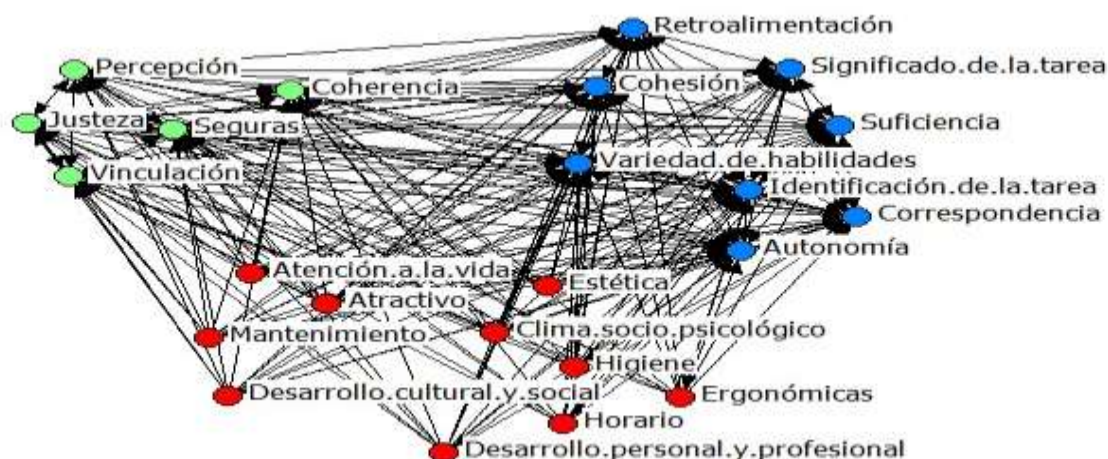 Retroalimentación
Percepción
Significado.de.la.tarea
Coherencia
Cohesión
Justeza
Seguras
Suficiencia
Vinculación
Variedad.de.habilidades
Identificación.de.la.tarea
Correspondencia
Autonomía
Atención.a.la.vida
Estética
Atractivo
Mantenimiento
Clima.socio.psicológico
Higiene
Desarrollo.cultural.y.social
Ergonómicas
Horario
Desarrollo.personal.y.profesional